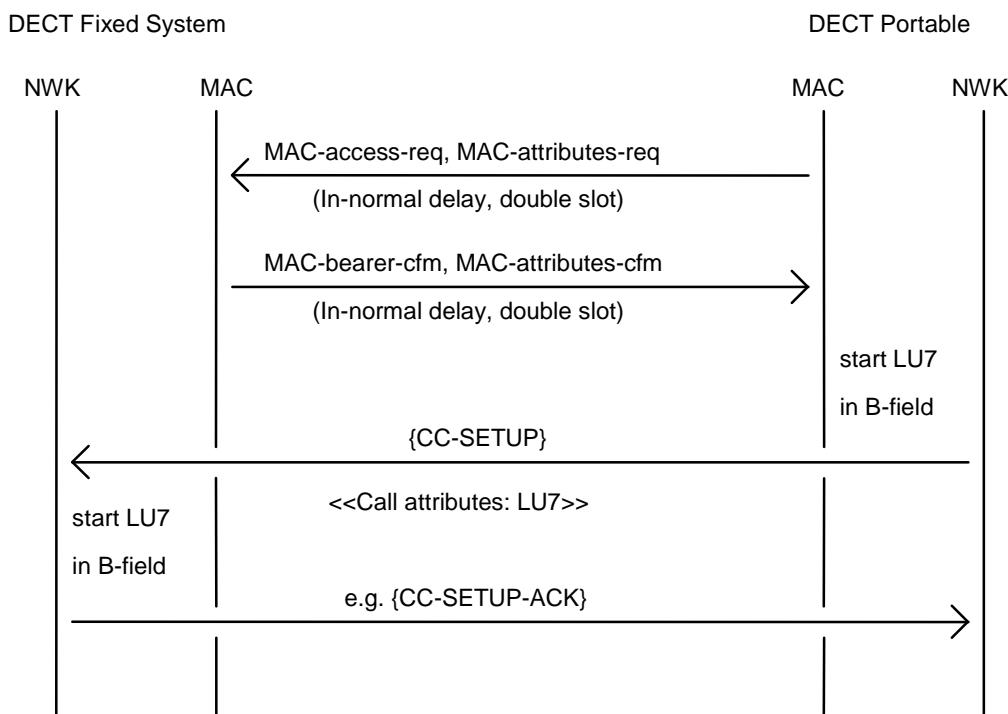 DECT Fixed System
DECT Portable
NWK
MAC
MAC
NWK
MAC-access-req, MAC-attributes-req
(In-normal delay, double slot)
MAC-bearer-cfm, MAC-attributes-cfm
(In-normal delay, double slot)
start LU7
in B-field
{CC-SETUP}
<<Call attributes: LU7>>
start LU7
in B-field
e.g. {CC-SETUP-ACK}